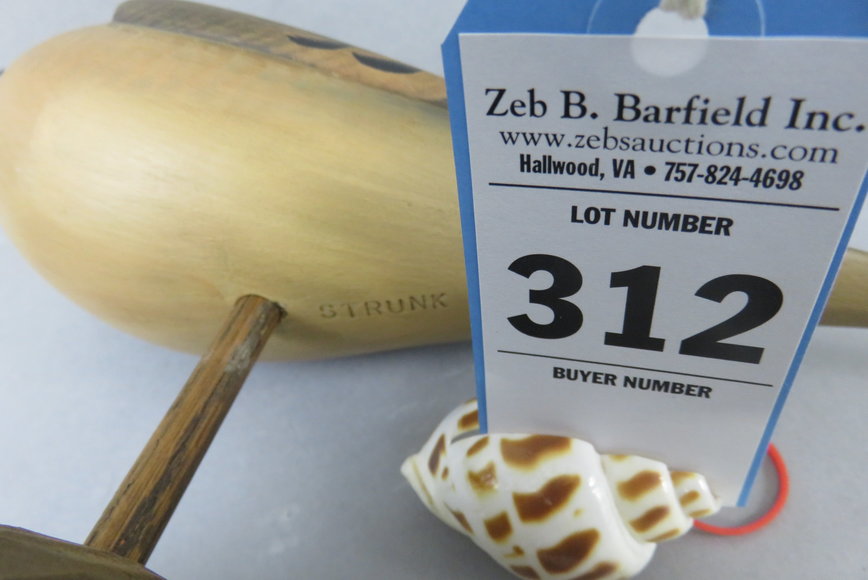 STRUNK
Zeb B. Barfield Inc.
www.zebsauctions.com
Hallwood, VA • 757-824-4698
LOT NUMBER
312
BUYER NUMBER